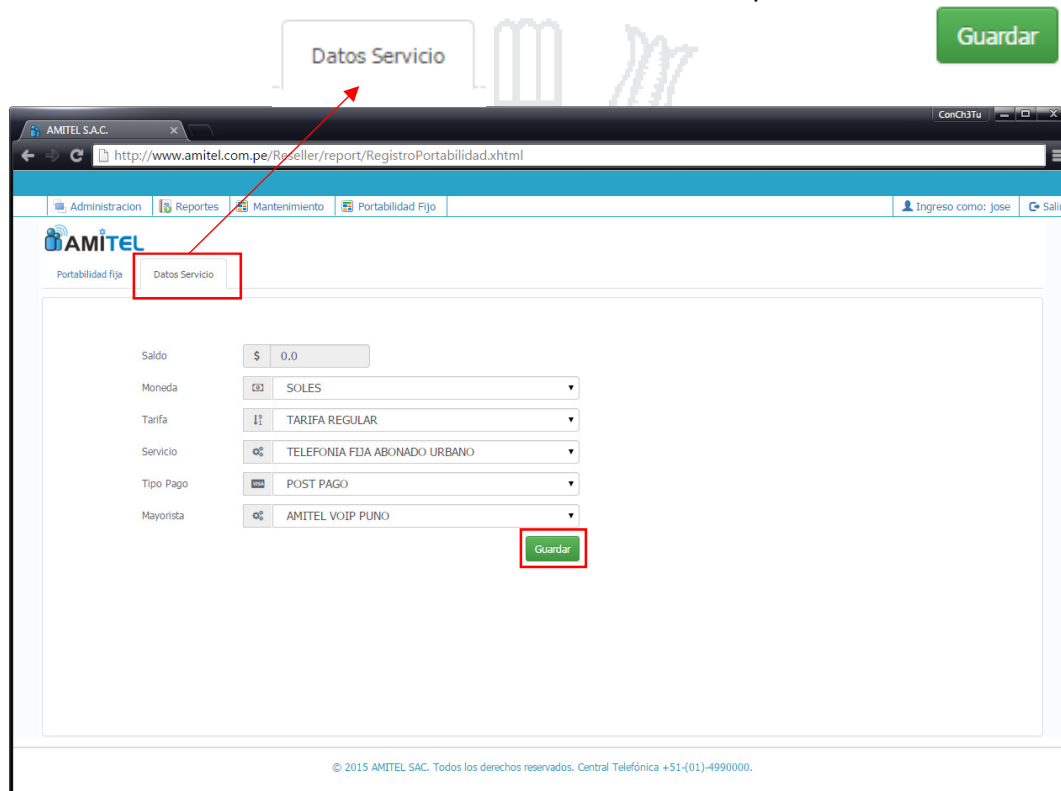 Guardar
Datos Servicio
ConCh3Tu
AMITEL S.A.C.
http://www.amitel.com.pe/Reseller/report/RegistroPortabilidad.xhtml
Administracion Reportes Mantenimiento Portabilidad Fijo Ingreso como: jose Salir
AMITEL
Portabilidad fija Datos Servicio
Saldo $ 0.0
Moneda SOLES
Tarifa TARIFA REGULAR
Servicio TELEFONIA FIJA ABONADO URBANO
Tipo Pago VISA POST PAGO
Mayorista AMITEL VOIP PUNO
Guardar
© 2015 AMITEL SAC. Todos los derechos reservados. Central Telefónica +51-(01)-4990000.